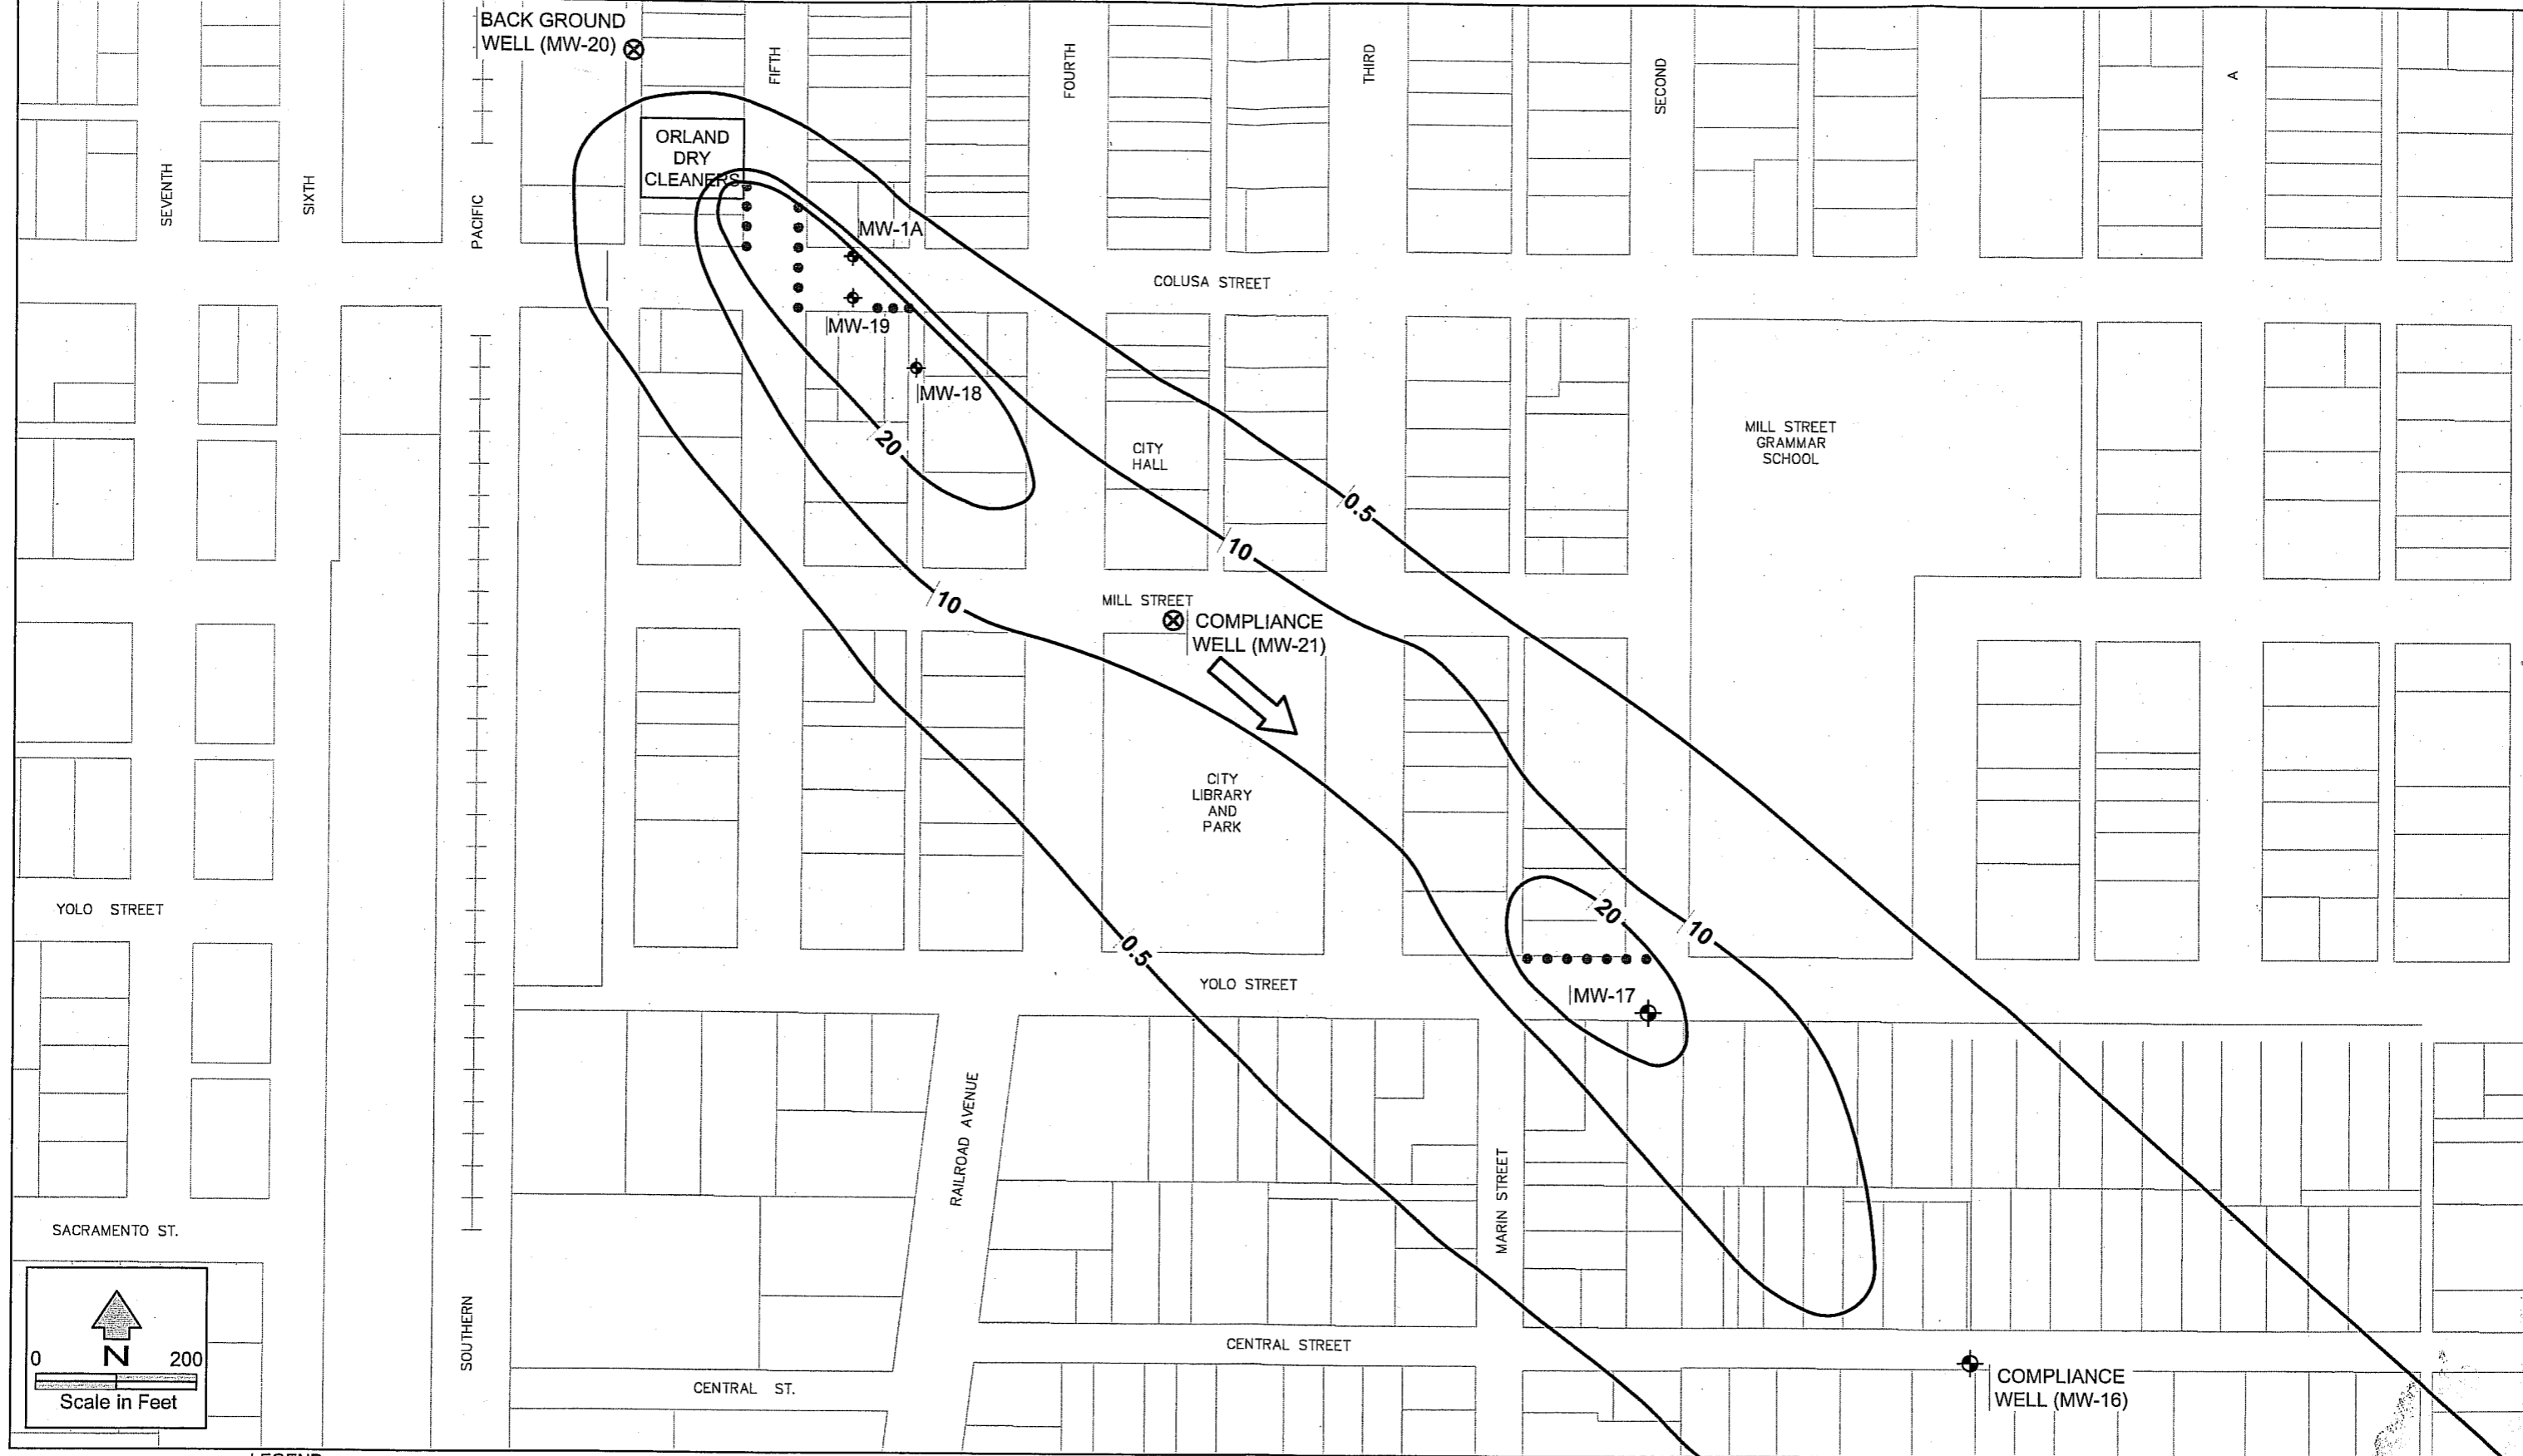 BACK GROUND
WELL (MW-20)
FIFTH
FOURTH
THIRD
SECOND
A
ORLAND
DRY
CLEANERS
SEVENTH
SIXTH
PACIFIC
MW-1A
COLUSA STREET
MW-19
MW-18
20
CITY
HALL
MILL STREET
GRAMMAR
SCHOOL
0.5
10
10
MILL STREET
COMPLIANCE
WELL (MW-21)
CITY
LIBRARY
AND
PARK
YOLO STREET
20
10
0.5
YOLO STREET
MW-17
RAILROAD AVENUE
MARIN STREET
SACRAMENTO ST.
SOUTHERN
0 N 200
Scale in Feet
CENTRAL STREET
CENTRAL ST.
COMPLIANCE
WELL (MW-16)